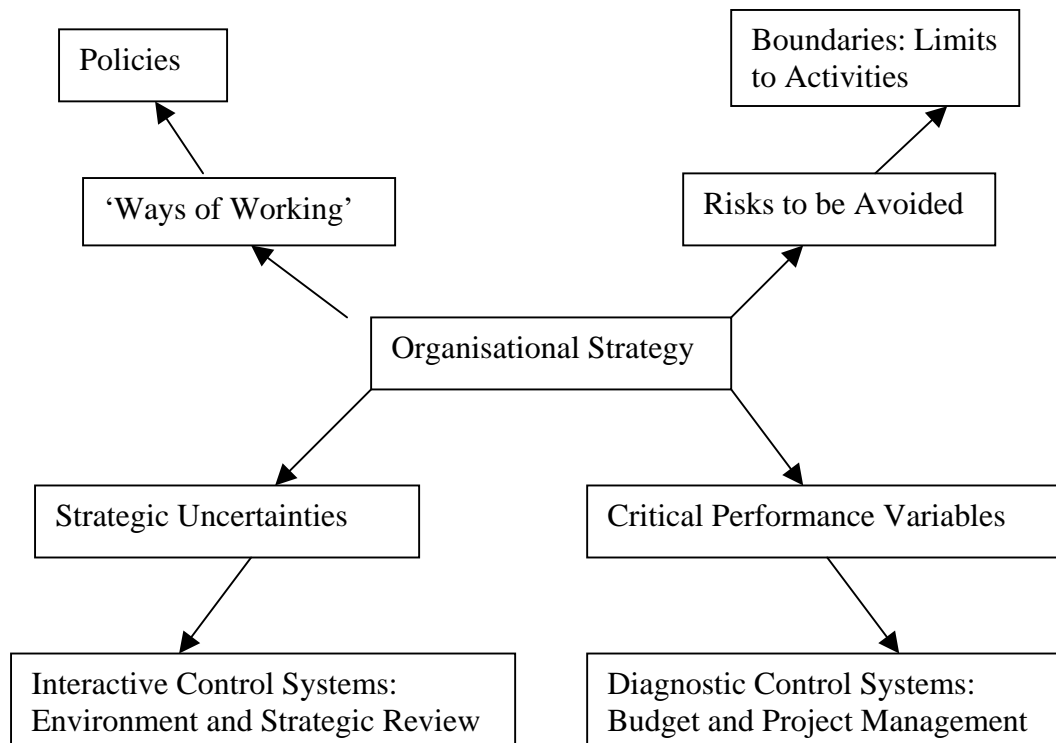 Policies
Boundaries: Limits
to Activities
‘Ways of Working’
Risks to be Avoided
Organisational Strategy
Strategic Uncertainties
Critical Performance Variables
Interactive Control Systems:
Environment and Strategic Review
Diagnostic Control Systems:
Budget and Project Management